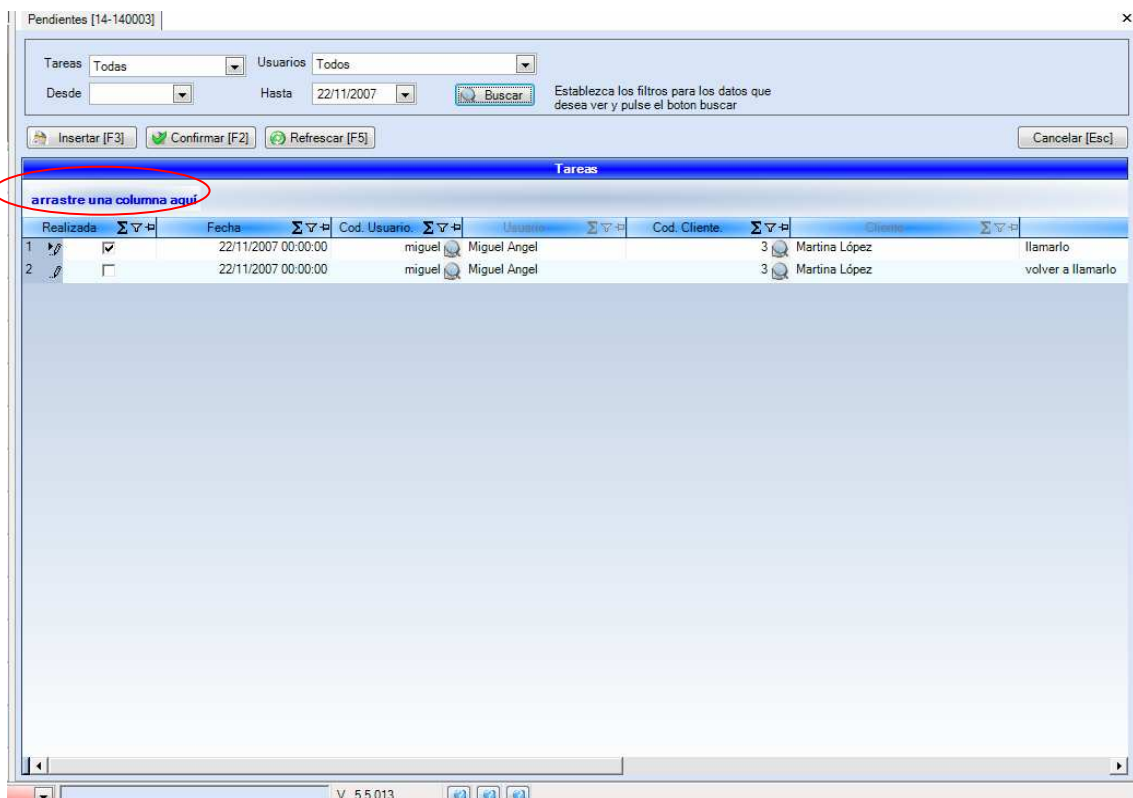 Pendientes [14-140003]
Tareas Todas Usuarios Todos
Desde Hasta 22/11/2007 Buscar Establezca los filtros para los datos que
desea ver y pulse el boton buscar
Insertar [F3] Confirmar [F2] Refrescar [F5] Cancelar [Esc]
Tareas
arrastre una columna aquí
Realizada Fecha Cod. Usuario. Usuario Cod. Cliente. Cliente
1 22/11/2007 00:00:00 miguel Miguel Angel 3 Martina López llamarlo
2 22/11/2007 00:00:00 miguel Miguel Angel 3 Martina López volver a llamarlo
V. 5.5.013